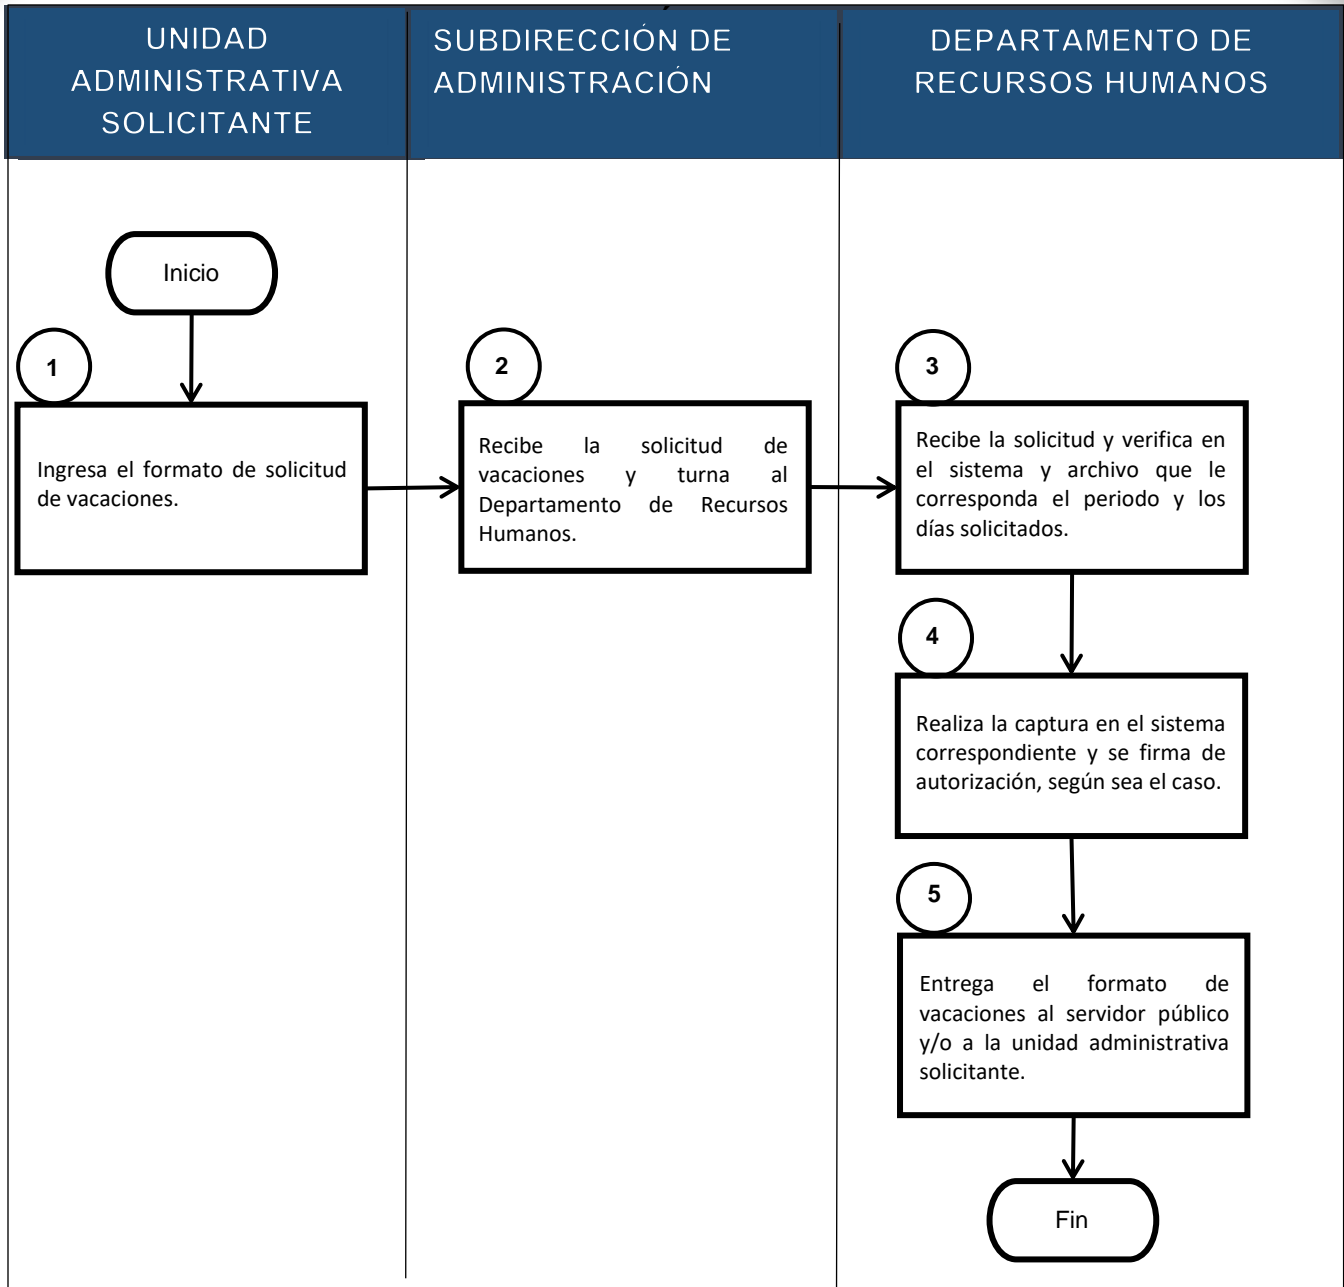 UNIDAD
ADMINISTRATIVA
SOLICITANTE
SUBDIRECCIÓN DE
ADMINISTRACIÓN
DEPARTAMENTO DE
RECURSOS HUMANOS
Inicio
1
Ingresa el formato de solicitud
de vacaciones.
2
Recibe la solicitud de
vacaciones y turna al
Departamento de Recursos
Humanos.
3
Recibe la solicitud y verifica en
el sistema y archivo que le
corresponda el periodo y los
días solicitados.
4
Realiza la captura en el sistema
correspondiente y se firma de
autorización, según sea el caso.
5
Entrega el formato de
vacaciones al servidor público
y/o a la unidad administrativa
solicitante.
Fin